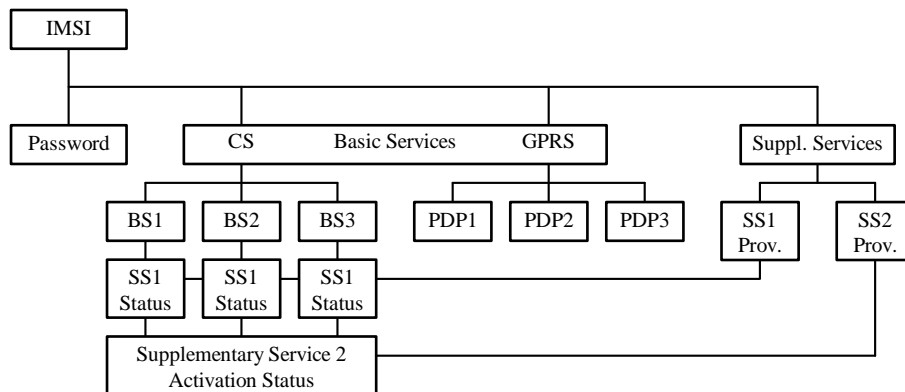 IMSI
Password
CS Basic Services GPRS
Suppl. Services
BS1 BS2 BS3 PDP1 PDP2 PDP3
SS1 Prov.
SS2 Prov.
SS1 Status
SS1 Status
SS1 Status
Supplementary Service 2
Activation Status